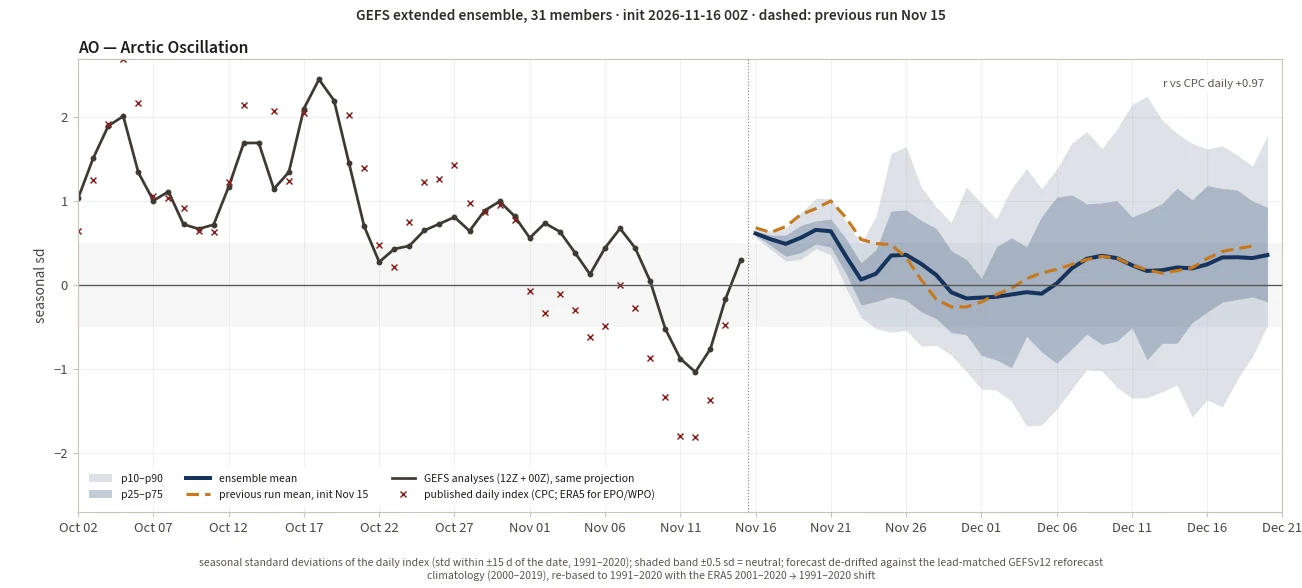 GEFS extended ensemble, 31 members · init 2026-11-16 00Z · dashed: previous run Nov 15
AO — Arctic Oscillation
r vs CPC daily +0.97
seasonal sd
2
1
0
−1
−2
p10–p90
ensemble mean
GEFS analyses (12Z + 00Z), same projection
p25–p75
previous run mean, init Nov 15
published daily index (CPC; ERA5 for EPO/WPO)
Oct 02 Oct 07 Oct 12 Oct 17 Oct 22 Oct 27 Nov 01 Nov 06 Nov 11 Nov 16 Nov 21 Nov 26 Dec 01 Dec 06 Dec 11 Dec 16 Dec 21
seasonal standard deviations of the daily index (std within ±15 d of the date, 1991–2020); shaded band ±0.5 sd = neutral; forecast de-drifted against the lead-matched GEFSv12 reforecast
climatology (2000–2019), re-based to 1991–2020 with the ERA5 2001–2020 → 1991–2020 shift